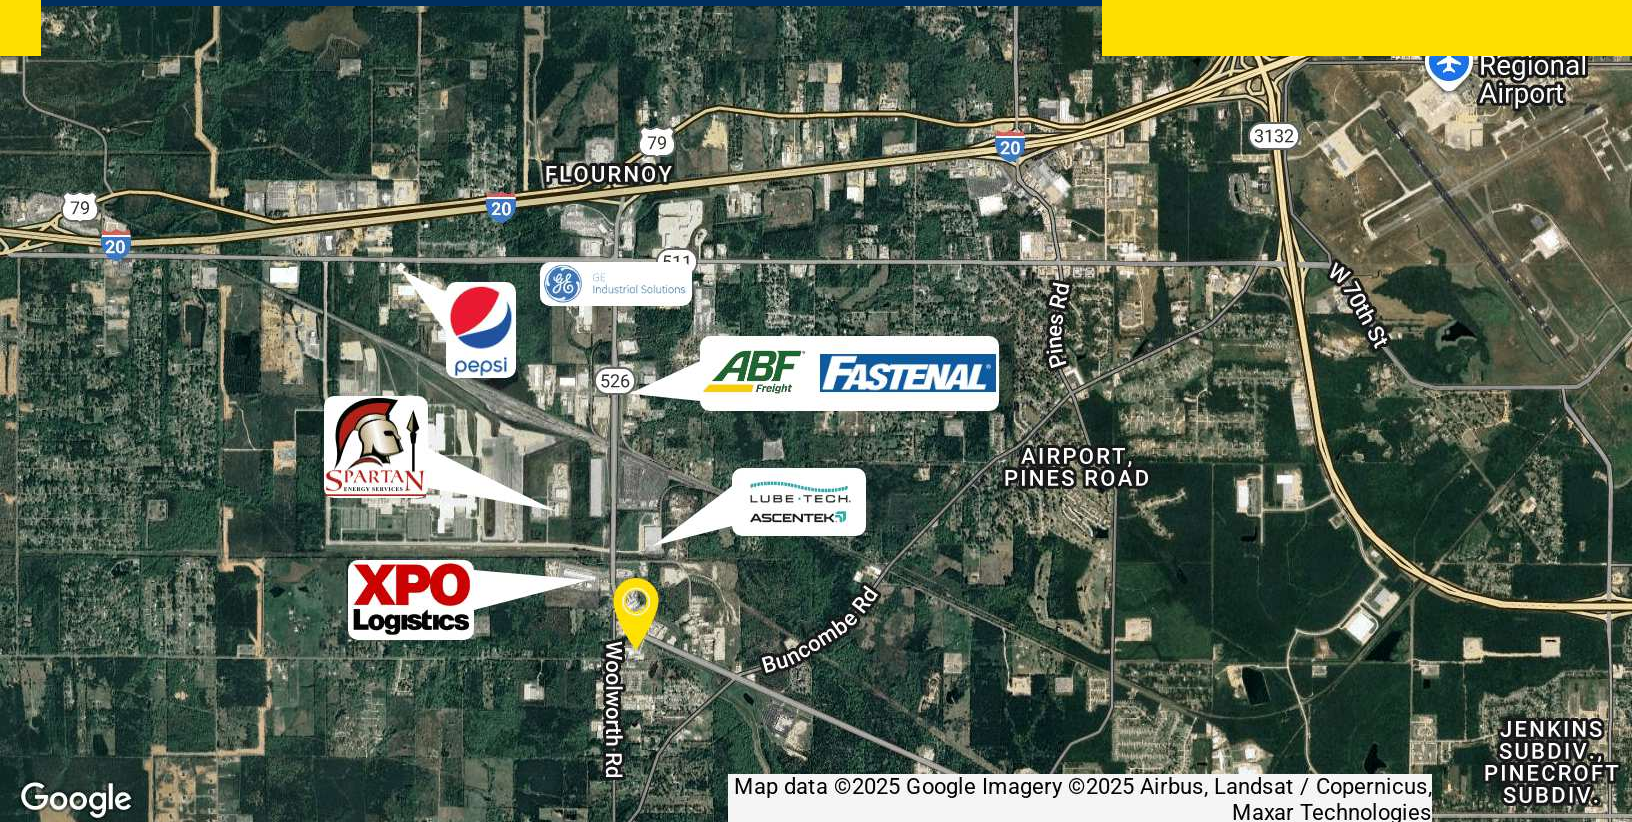 Regional
Airport
3132
79
20
FLOURNOY
79
20
20
511
GE
Industrial Solutions
W 70th St
Pines Rd
pepsi
526
ABF
Freight
FASTENAL
SPARTAN
ENERGY SERVICES
AIRPORT,
PINES ROAD
LUBE-TECH
ASCENTEK
XPO
Logistics
Buncombe Rd
Woolworth Rd
JENKINS
SUBDIV.,
PINECROFT
SUBDIV.
Google
Map data ©2025 Google Imagery ©2025 Airbus, Landsat / Copernicus,
Maxar Technologies